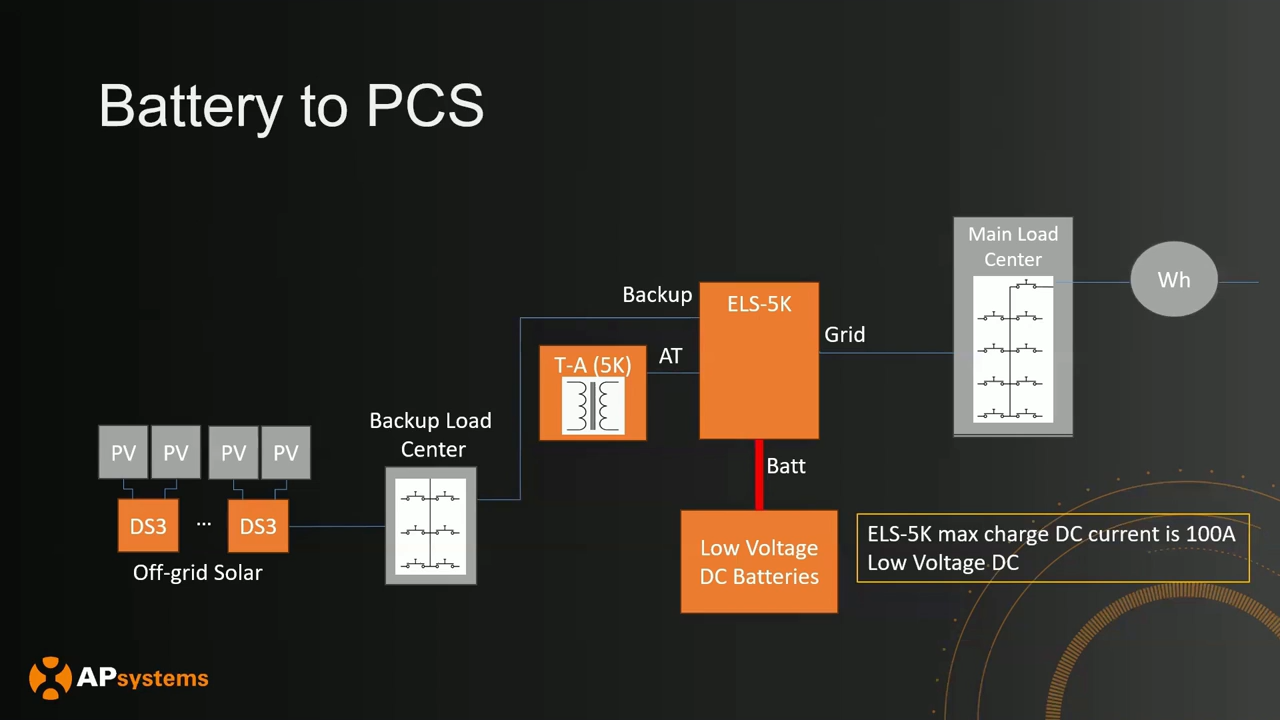 Battery to PCS
Main Load
Center
Wh
Backup
ELS-5K
Grid
T-A (5K)
AT
Backup Load
Center
PV
PV
PV
PV
DS3
...
DS3
Off-grid Solar
Batt
Low Voltage
DC Batteries
ELS-5K max charge DC current is 100A
Low Voltage DC
APsystems